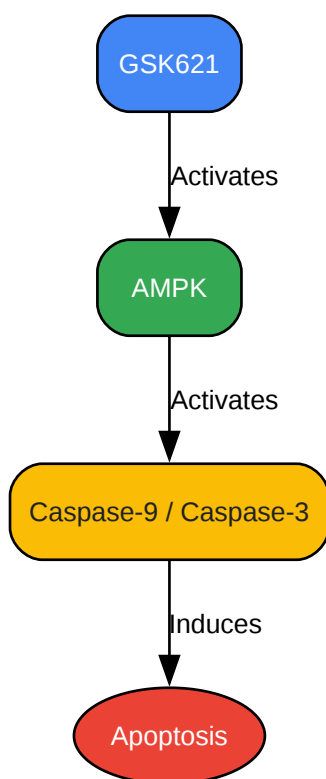 GSK621
Activates
AMPK
Activates
Caspase-9 / Caspase-3
Induces
Apoptosis